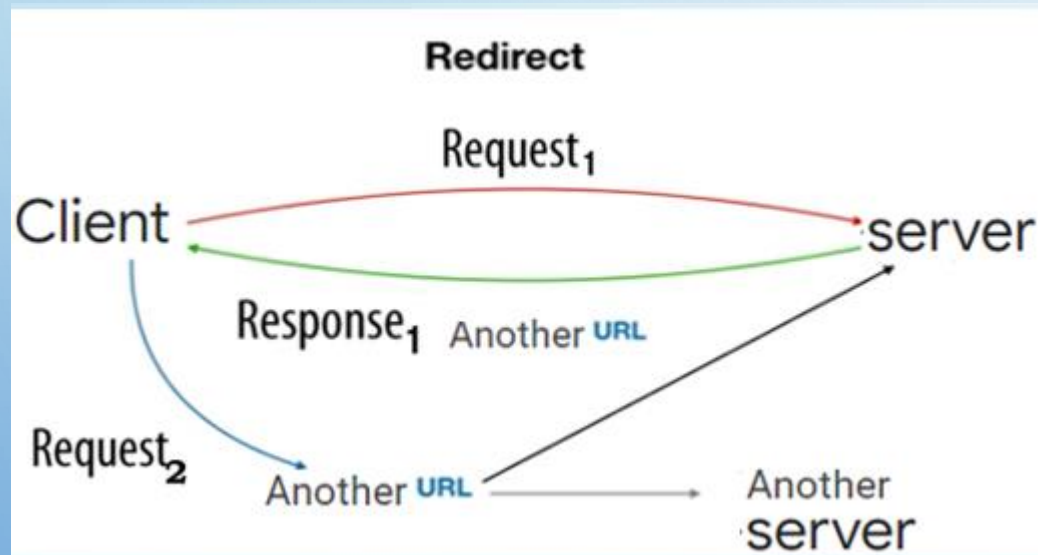 Redirect
Request1
Client
server
Response1 Another URL
Request2
Another URL
Another
server